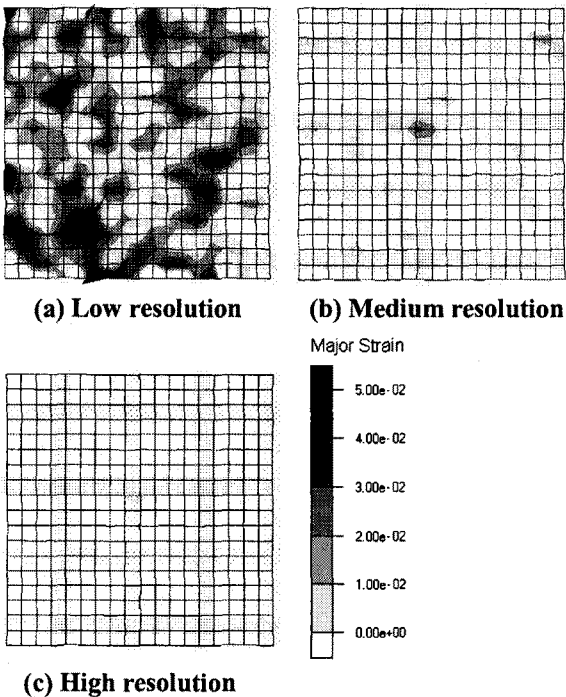 (a) Low resolution
(b) Medium resolution
Major Strain
5.00e-02
4.00e-02
3.00e-02
2.00e-02
1.00e-02
0.00e+00
(c) High resolution